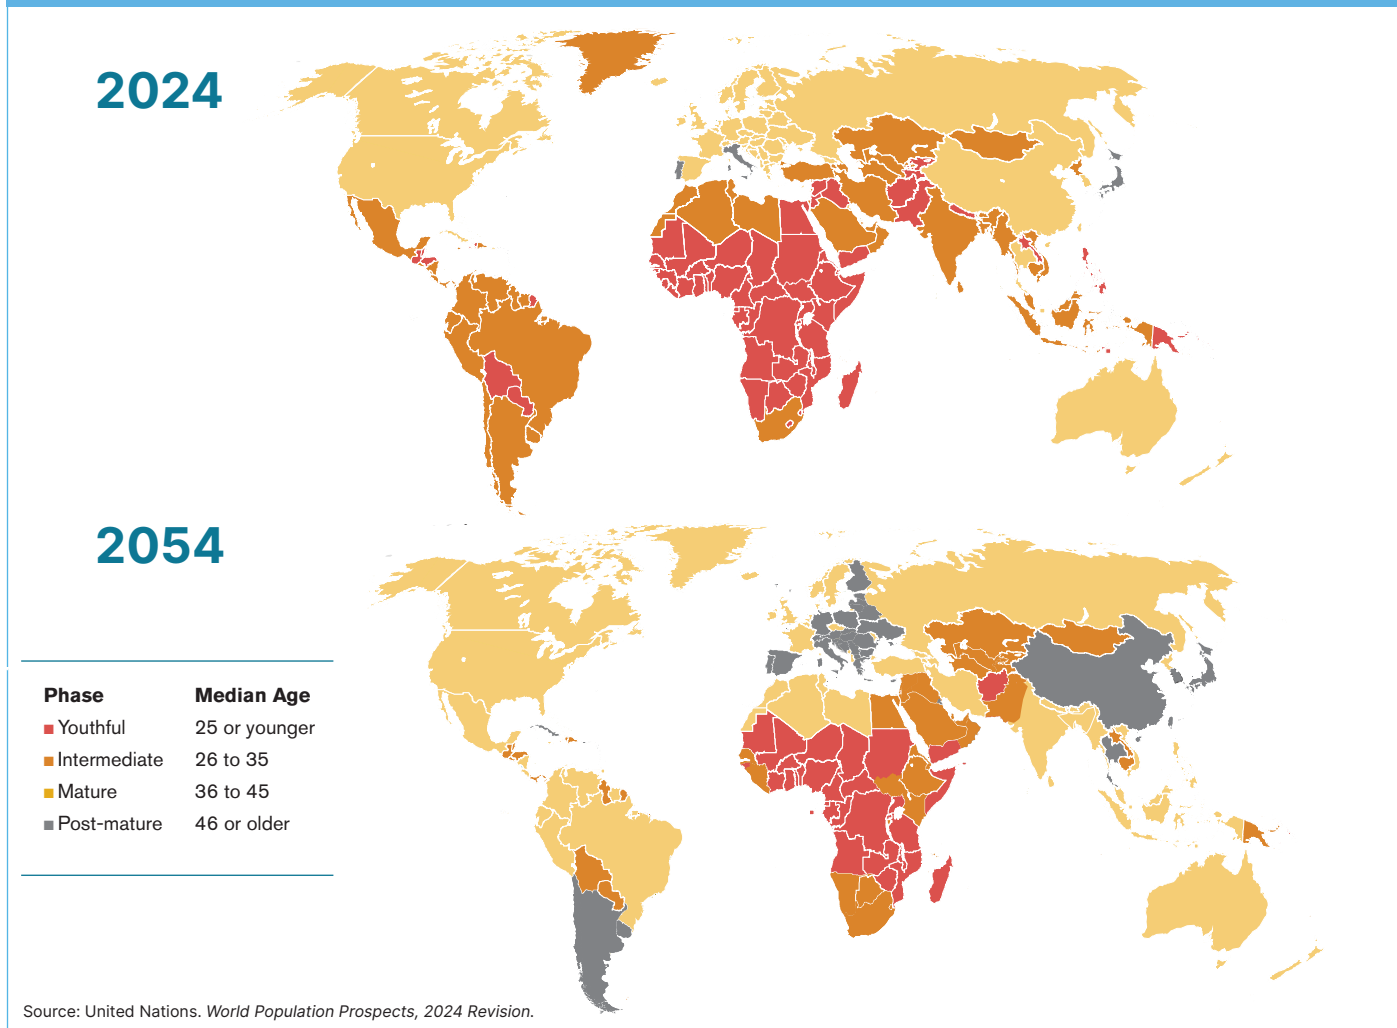 2024
2054
Phase Median Age
Youthful 25 or younger
Intermediate 26 to 35
Mature 36 to 45
Post-mature 46 or older
Source: United Nations. World Population Prospects, 2024 Revision.